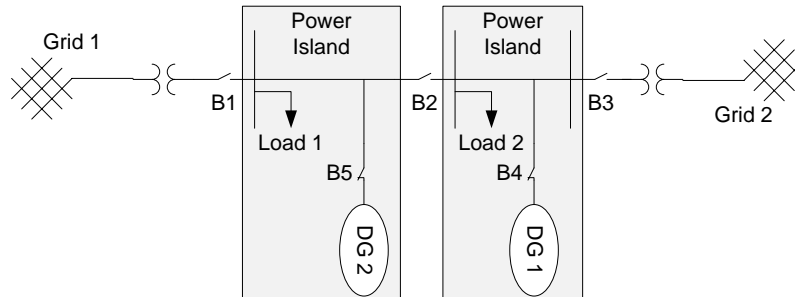 Grid 1
Power
Island
Power
Island
B1
B2
B3
Load 1
Load 2
Grid 2
B5
B4
DG 2
DG 1